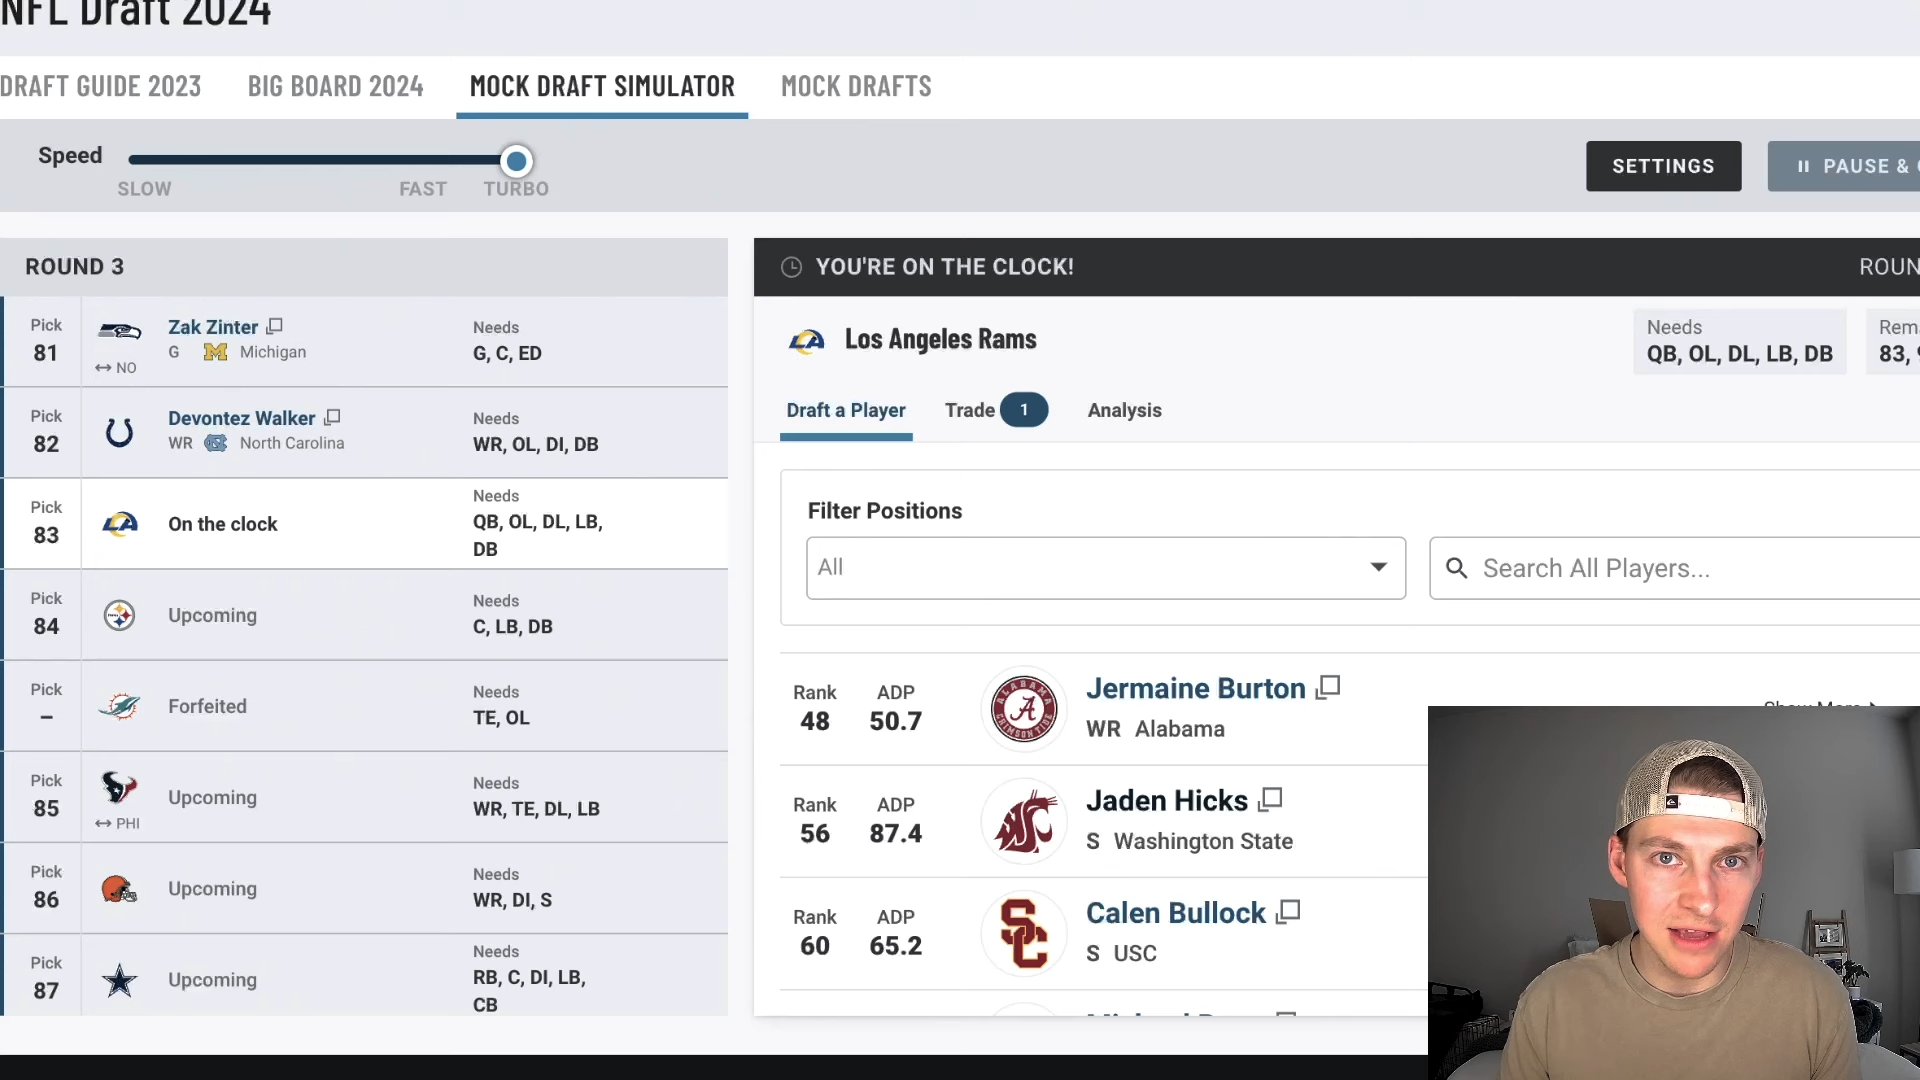 NFL Draft 2024
DRAFT GUIDE 2023 BIG BOARD 2024 MOCK DRAFT SIMULATOR MOCK DRAFTS
Speed
SLOW FAST TURBO
SETTINGS
PAUSE &
ROUND 3
Pick 81
NO
Zak Zinter
G Michigan
Needs
G, C, ED
Pick 82
Devontez Walker
WR North Carolina
Needs
WR, OL, DI, DB
Pick 83
On the clock
Needs
QB, OL, DL, LB,
DB
Pick 84
Upcoming
Needs
C, LB, DB
Pick –
Forfeited
Needs
TE, OL
Pick 85
PHI
Upcoming
Needs
WR, TE, DL, LB
Pick 86
Upcoming
Needs
WR, DI, S
Pick 87
Upcoming
Needs
RB, C, DI, LB,
CB
YOU'RE ON THE CLOCK!
Los Angeles Rams
Needs
QB, OL, DL, LB, DB
83,
Draft a Player Trade 1 Analysis
Filter Positions
All
Search All Players...
Rank 48
ADP 50.7
Jermaine Burton
WR Alabama
Show More
Rank 56
ADP 87.4
Jaden Hicks
S Washington State
Rank 60
ADP 65.2
Calen Bullock
S USC